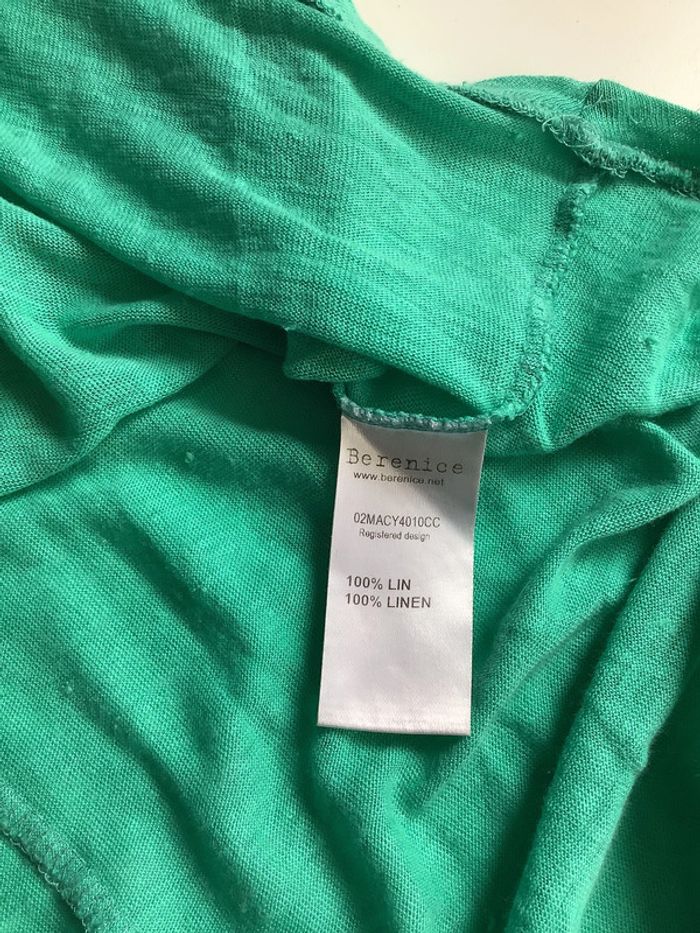 Berenice
www.berenice.net
02MACY4010CC
Registered design
100% LIN
100% LINEN